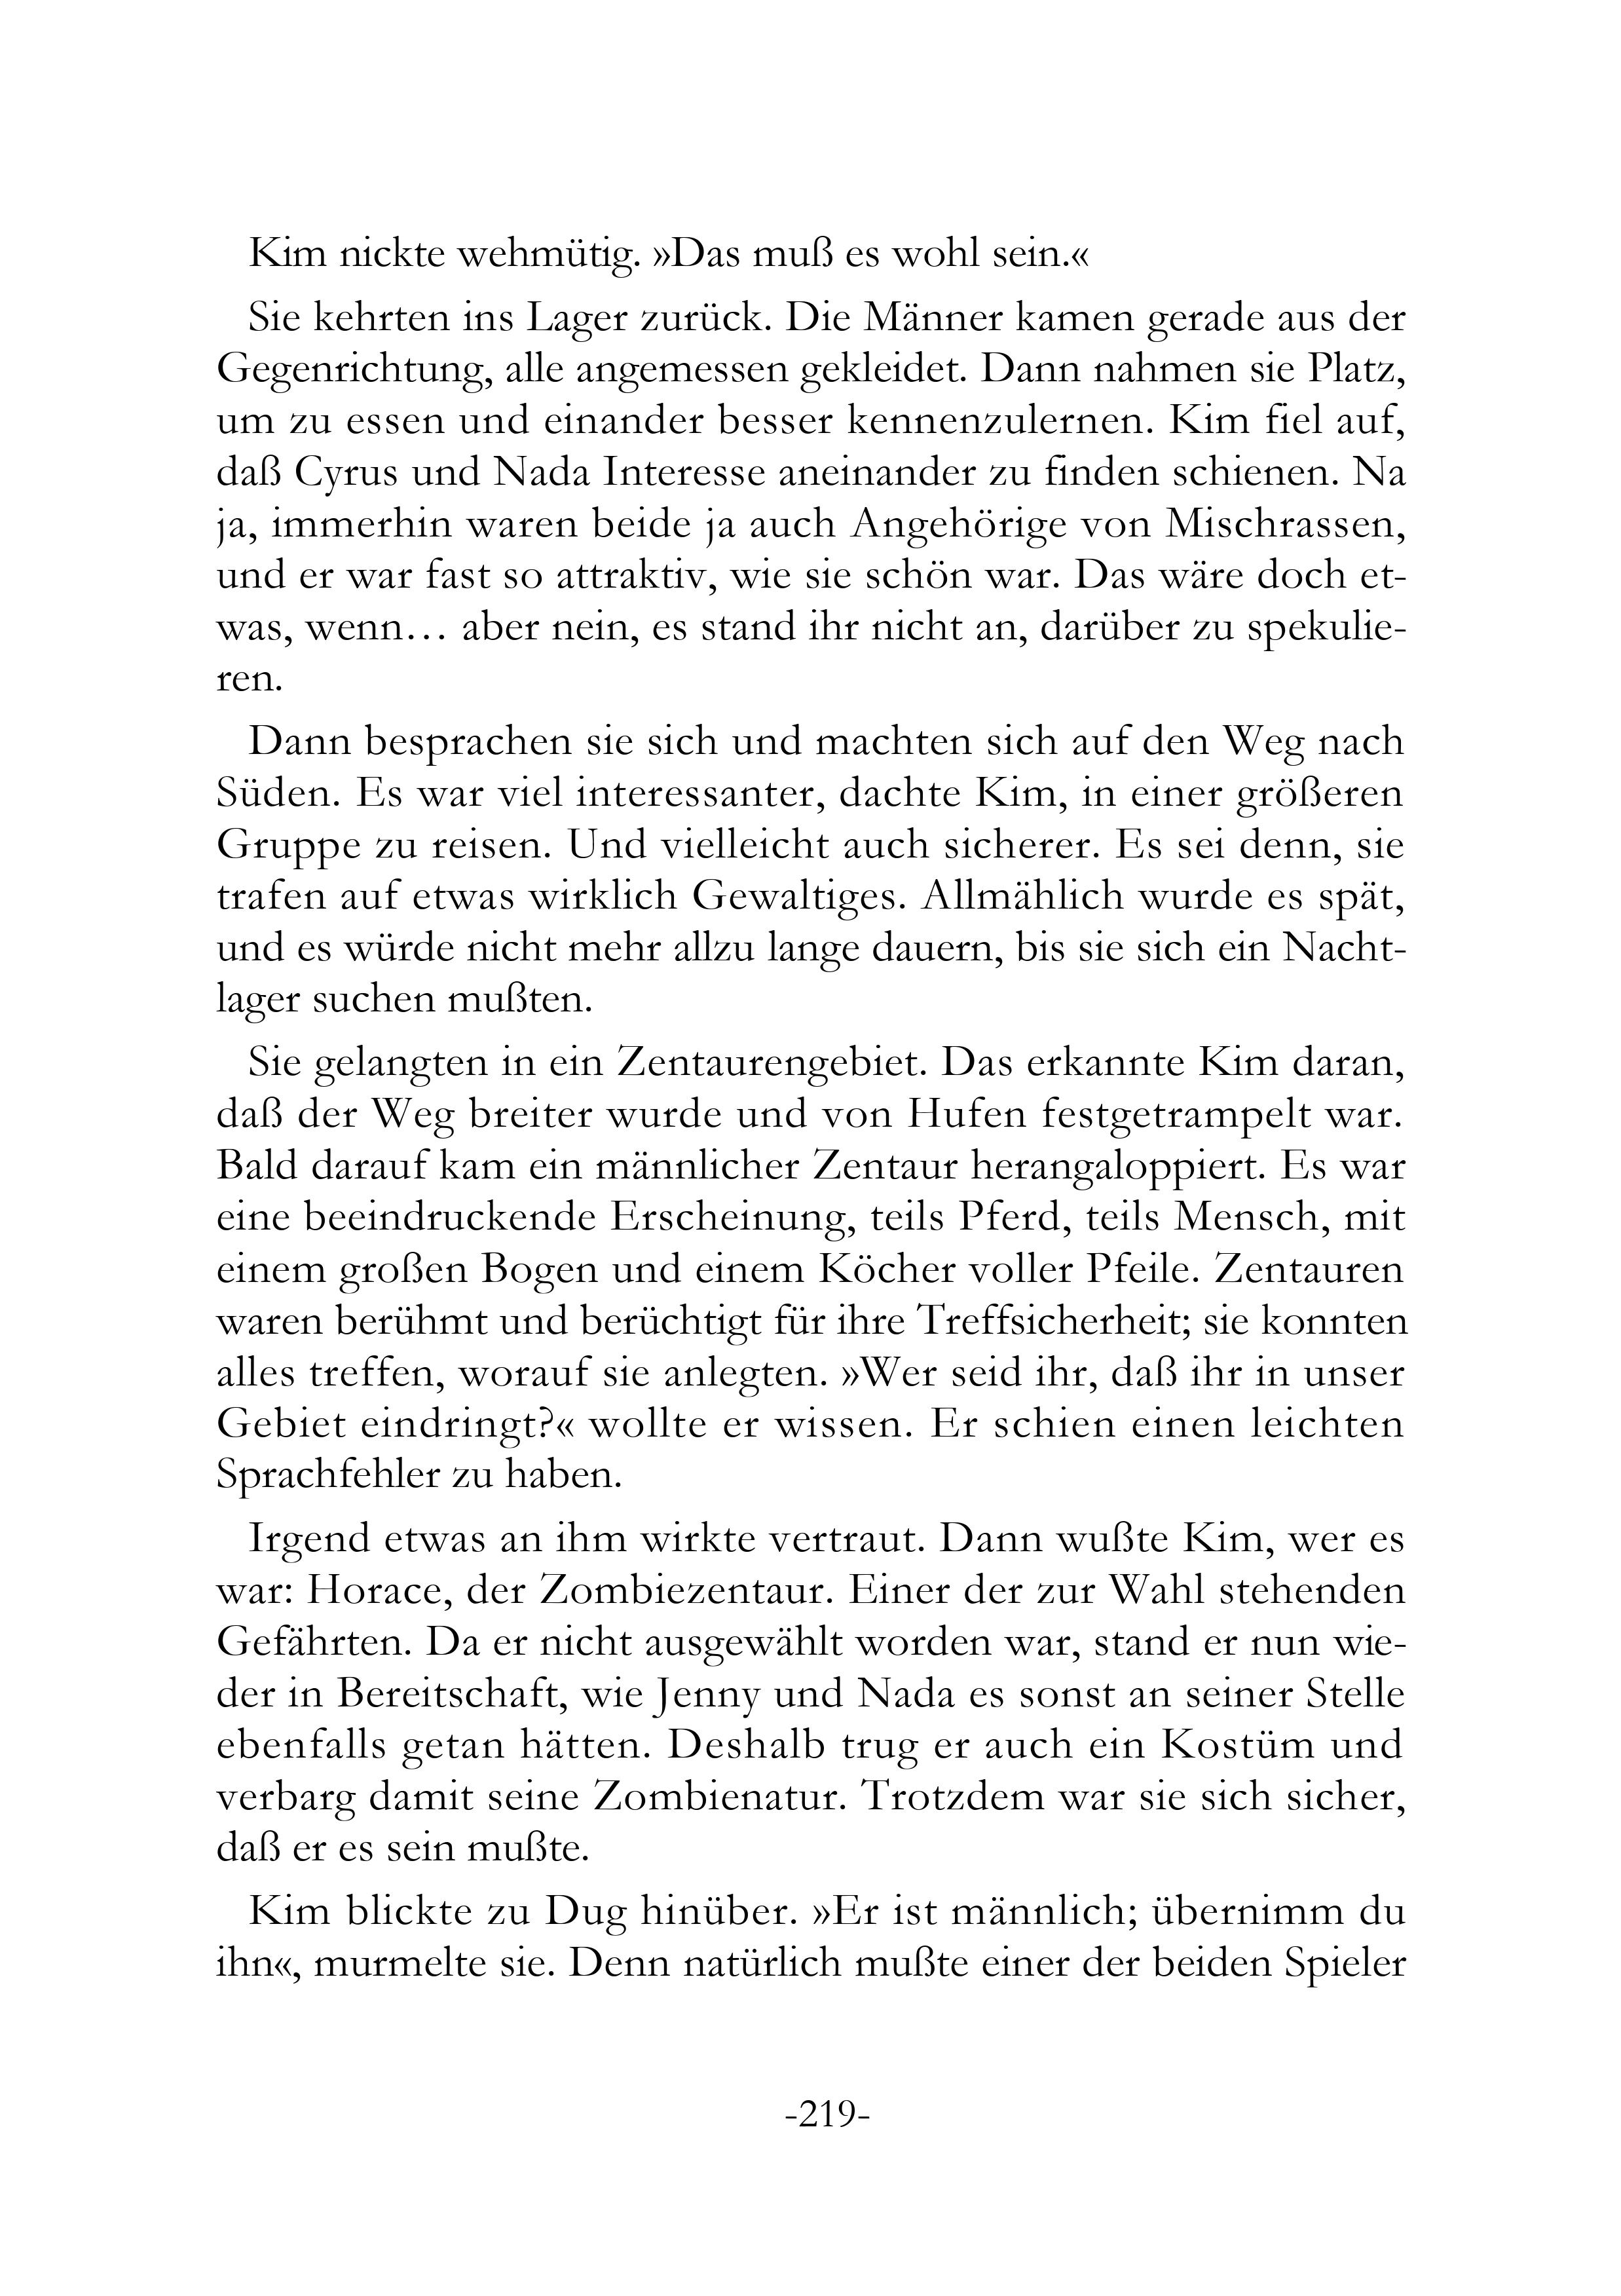 Kim nickte wehmütig. »Das muß es wohl sein.«
Sie kehrten ins Lager zurück. Die Männer kamen gerade aus der
Gegenrichtung, alle angemessen gekleidet. Dann nahmen sie Platz,
um zu essen und einander besser kennenzulernen. Kim fiel auf,
daß Cyrus und Nada Interesse aneinander zu finden schienen. Na
ja, immerhin waren beide ja auch Angehörige von Mischrassen,
und er war fast so attraktiv, wie sie schön war. Das wäre doch et-
was, wenn… aber nein, es stand ihr nicht an, darüber zu spekulie-
ren.
Dann besprachen sie sich und machten sich auf den Weg nach
Süden. Es war viel interessanter, dachte Kim, in einer größeren
Gruppe zu reisen. Und vielleicht auch sicherer. Es sei denn, sie
trafen auf etwas wirklich Gewaltiges. Allmählich wurde es spät,
und es würde nicht mehr allzu lange dauern, bis sie sich ein Nacht-
lager suchen mußten.
Sie gelangten in ein Zentaurengebiet. Das erkannte Kim daran,
daß der Weg breiter wurde und von Hufen festgetrampelt war.
Bald darauf kam ein männlicher Zentaur herangaloppiert. Es war
eine beeindruckende Erscheinung, teils Pferd, teils Mensch, mit
einem großen Bogen und einem Köcher voller Pfeile. Zentauren
waren berühmt und berüchtigt für ihre Treffsicherheit; sie konnten
alles treffen, worauf sie anlegten. »Wer seid ihr, daß ihr in unser
Gebiet eindringt?« wollte er wissen. Er schien einen leichten
Sprachfehler zu haben.
Irgend etwas an ihm wirkte vertraut. Dann wußte Kim, wer es
war: Horace, der Zombiezentaur. Einer der zur Wahl stehenden
Gefährten. Da er nicht ausgewählt worden war, stand er nun wie-
der in Bereitschaft, wie Jenny und Nada es sonst an seiner Stelle
ebenfalls getan hätten. Deshalb trug er auch ein Kostüm und
verbarg damit seine Zombienatur. Trotzdem war sie sich sicher,
daß er es sein mußte.
Kim blickte zu Dug hinüber. »Er ist männlich; übernimm du
ihn«, murmelte sie. Denn natürlich mußte einer der beiden Spieler
-219-